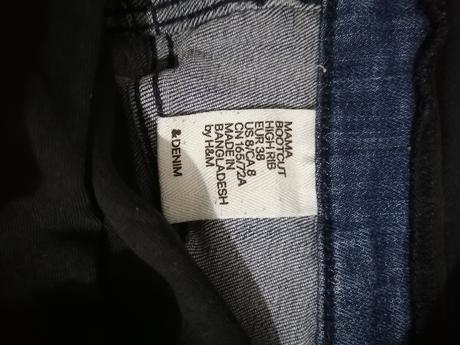 MAMA
BOOTCUT
HIGH RIB
EUR 38
US 8/CA 8
CN 165/72A
MADE IN
BANGLADESH
by H&M
&DENIM